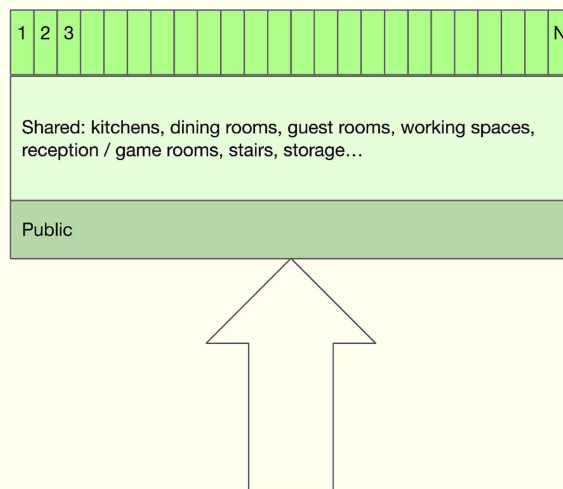 1 2 3 N
Shared: kitchens, dining rooms, guest rooms, working spaces,
reception / game rooms, stairs, storage…
Public